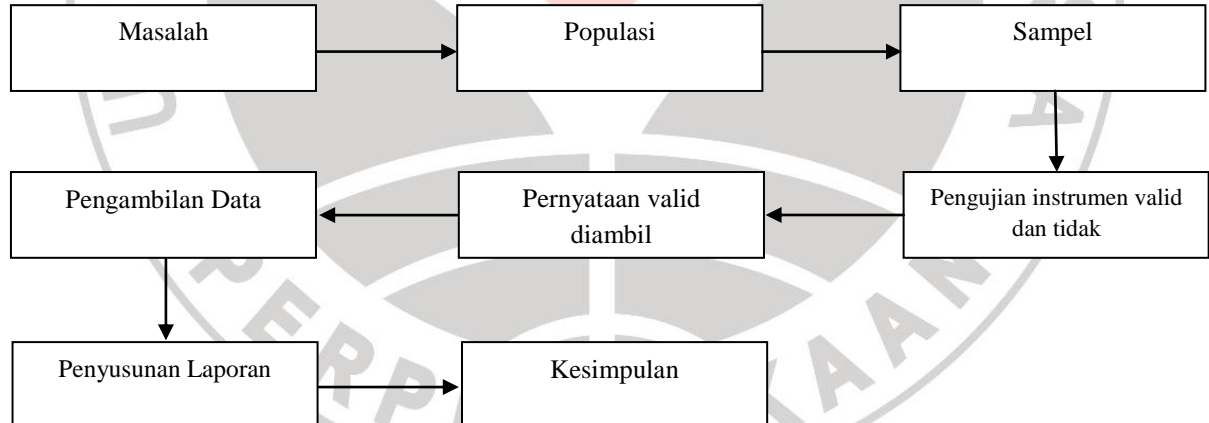 Masalah
Populasi
Sampel
Pengujian instrumen valid
dan tidak
Pernyataan valid
diambil
Pengambilan Data
Penyusunan Laporan
Kesimpulan